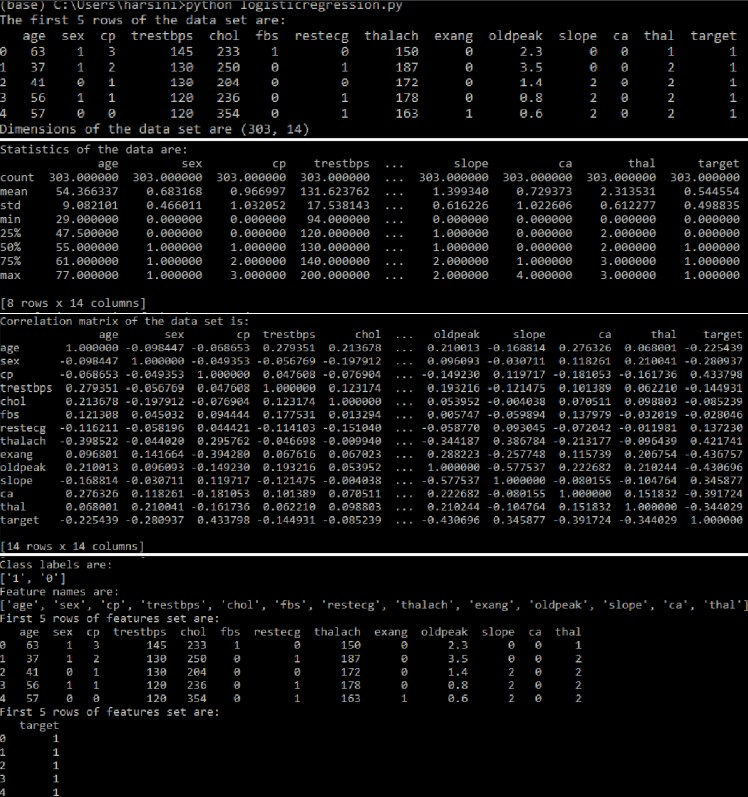 (base) C:\Users\harsini>python logisticregression.py
The first 5 rows of the data set are:
age sex cp trestbps chol fbs restecg thalach exang oldpeak slope ca thal target
0 63 1 3 145 233 1 0 150 0 2.3 0 0 1 1
1 37 1 2 130 250 0 1 187 0 3.5 0 0 2 1
2 41 0 1 130 204 0 0 172 0 1.4 2 0 2 1
3 56 1 1 120 236 0 1 178 0 0.8 2 0 2 1
4 57 0 0 120 354 0 1 163 1 0.6 2 0 2 1
Dimensions of the data set are (303, 14)
Statistics of the data are:
age sex cp trestbps ... slope ca thal target
count 303.000000 303.000000 303.000000 303.000000 ... 303.000000 303.000000 303.000000 303.000000
mean 54.366337 0.683168 0.966997 131.623762 ... 1.399340 0.729373 2.313531 0.544554
std 9.082101 0.466011 1.032052 17.538143 ... 0.616226 1.022606 0.612277 0.498835
min 29.000000 0.000000 0.000000 94.000000 ... 0.000000 0.000000 0.000000 0.000000
25% 47.500000 0.000000 0.000000 120.000000 ... 1.000000 0.000000 2.000000 0.000000
50% 55.000000 1.000000 1.000000 130.000000 ... 1.000000 0.000000 2.000000 1.000000
75% 61.000000 1.000000 2.000000 140.000000 ... 2.000000 1.000000 3.000000 1.000000
max 77.000000 1.000000 3.000000 200.000000 ... 2.000000 4.000000 3.000000 1.000000
[8 rows x 14 columns]
Correlation matrix of the data set is:
age sex cp trestbps chol ... oldpeak slope ca thal target
age 1.000000 -0.098447 -0.068653 0.279351 0.213678 ... 0.210013 -0.168814 0.276326 0.068001 -0.225439
sex -0.098447 1.000000 -0.049353 -0.056769 -0.197912 ... 0.096093 -0.030711 0.118261 0.210041 -0.280937
cp -0.068653 -0.049353 1.000000 0.047608 -0.076904 ... -0.149230 0.119717 -0.181053 -0.161736 0.433798
trestbps 0.279351 -0.056769 0.047608 1.000000 0.123174 ... 0.193216 -0.121475 0.101389 0.062210 -0.144931
chol 0.213678 -0.197912 -0.076904 0.123174 1.000000 ... 0.053952 -0.004038 0.070511 0.098803 -0.085239
fbs 0.121308 0.045032 0.094444 0.177531 0.013294 ... 0.005747 -0.059894 0.137979 -0.032019 -0.028046
restecg -0.116211 -0.058196 0.044421 -0.114103 -0.151040 ... -0.058770 0.093045 -0.072042 -0.011981 0.137230
thalach -0.398522 -0.044020 0.295762 -0.046698 -0.009940 ... -0.344187 0.386784 -0.213177 -0.096439 0.421741
exang 0.096801 0.141664 -0.394280 0.067616 0.067023 ... 0.288223 -0.257748 0.115739 0.206754 -0.436757
oldpeak 0.210013 0.096093 -0.149230 0.193216 0.053952 ... 1.000000 -0.577537 0.222682 0.210244 -0.430696
slope -0.168814 -0.030711 0.119717 -0.121475 -0.004038 ... -0.577537 1.000000 -0.080155 -0.104764 0.345877
ca 0.276326 0.118261 -0.181053 0.101389 0.070511 ... 0.222682 -0.080155 1.000000 0.151832 -0.391724
thal 0.068001 0.210041 -0.161736 0.062210 0.098803 ... 0.210244 -0.104764 0.151832 1.000000 -0.344029
target -0.225439 -0.280937 0.433798 -0.144931 -0.085239 ... -0.430696 0.345877 -0.391724 -0.344029 1.000000
[14 rows x 14 columns]
Class labels are:
['1', '0']
Feature names are:
['age', 'sex', 'cp', 'trestbps', 'chol', 'fbs', 'restecg', 'thalach', 'exang', 'oldpeak', 'slope', 'ca', 'thal']
First 5 rows of features set are:
age sex cp trestbps chol fbs restecg thalach exang oldpeak slope ca thal
0 63 1 3 145 233 1 0 150 0 2.3 0 0 1
1 37 1 2 130 250 0 1 187 0 3.5 0 0 2
2 41 0 1 130 204 0 0 172 0 1.4 2 0 2
3 56 1 1 120 236 0 1 178 0 0.8 2 0 2
4 57 0 0 120 354 0 1 163 1 0.6 2 0 2
First 5 rows of features set are:
target
0 1
1 1
2 1
3 1
4 1